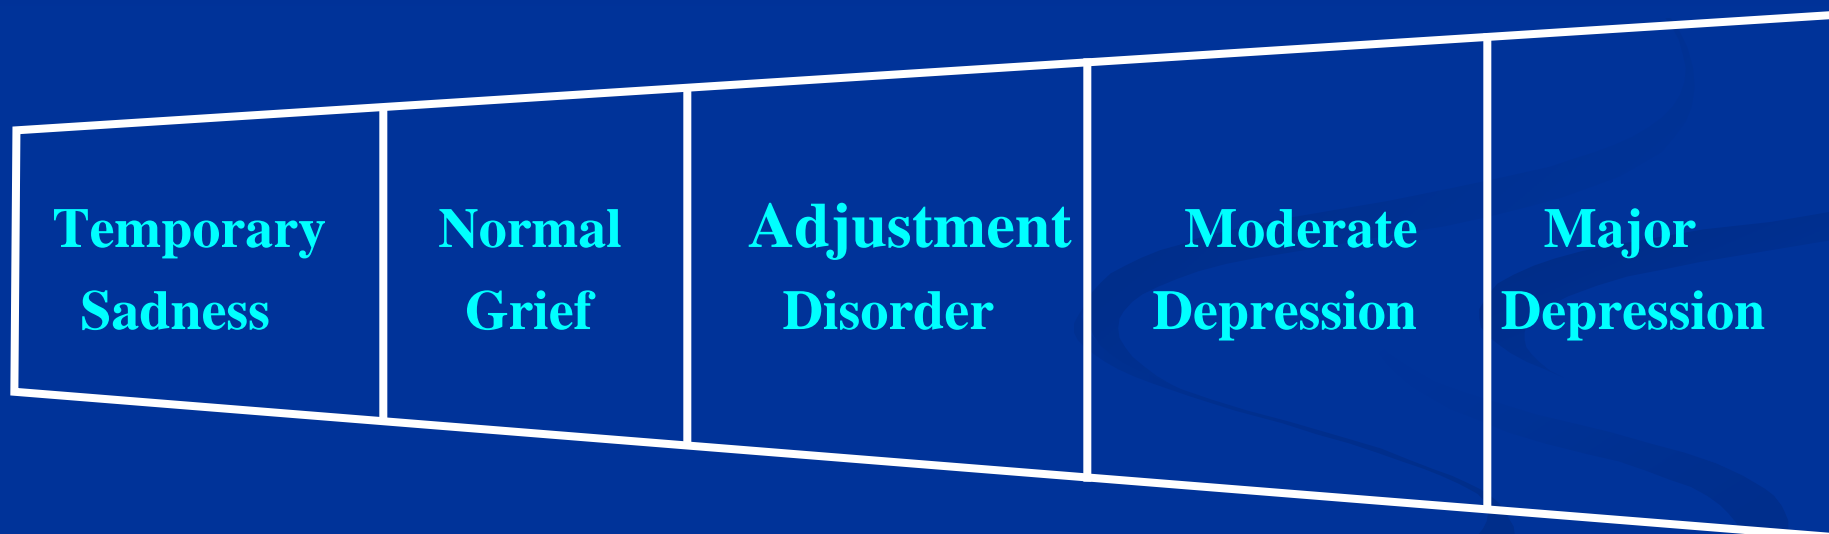 Temporary
Sadness
Normal
Grief
Adjustment
Disorder
Moderate
Depression
Major
Depression